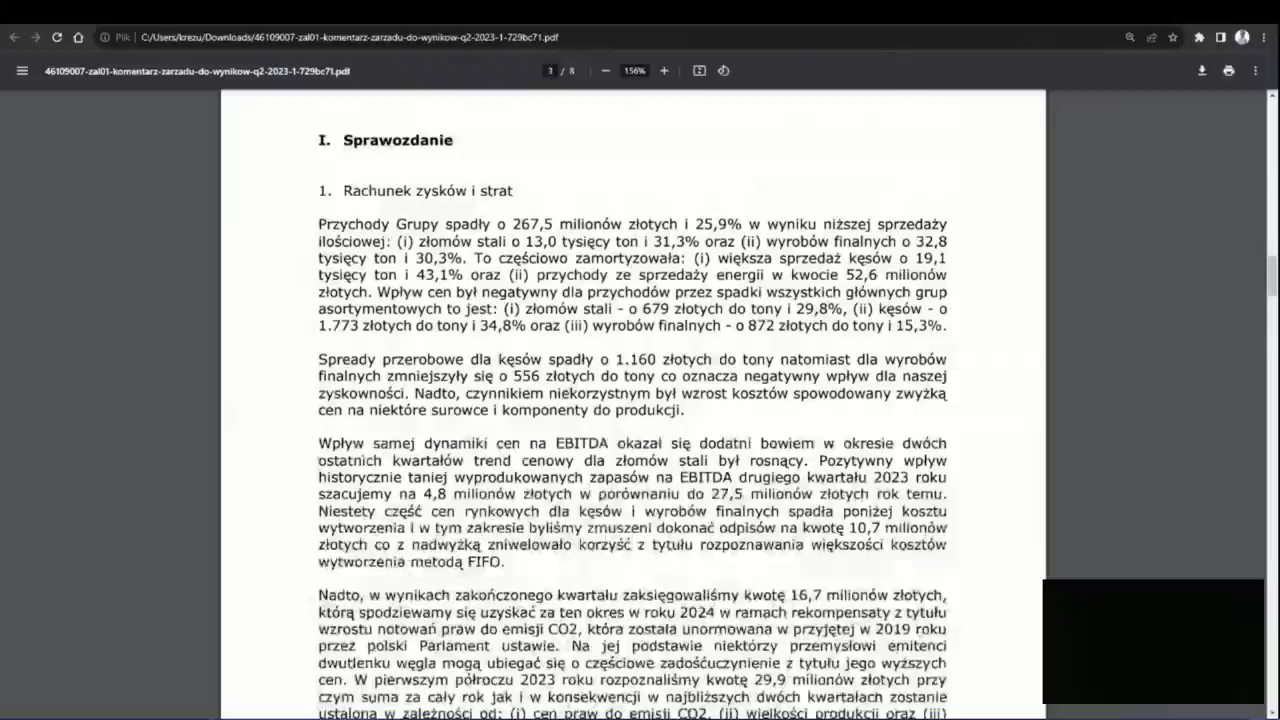 Plik
C:/Users/krezu/Downloads/46109007-zal01-komentarz-zarzadu-do-wynikow-q2-2023-1-729bc71.pdf
46109007-zal01-komentarz-zarzadu-do-wynikow-q2-2023-1-729bc71.pdf
3 / 8
156%
I. Sprawozdanie
1. Rachunek zysków i strat
Przychody Grupy spadły o 267,5 milionów złotych i 25,9% w wyniku niższej sprzedaży
ilościowej: (i) złomów stali o 13,0 tysięcy ton i 31,3% oraz (ii) wyrobów finalnych o 32,8
tysięcy ton i 30,3%. To częściowo zamortyzowała: (i) większa sprzedaż kęsów o 19,1
tysięcy ton i 43,1% oraz (ii) przychody ze sprzedaży energii w kwocie 52,6 milionów
złotych. Wpływ cen był negatywny dla przychodów przez spadki wszystkich głównych grup
asortymentowych to jest: (i) złomów stali - o 679 złotych do tony i 29,8%, (ii) kęsów - o
1.773 złotych do tony i 34,8% oraz (iii) wyrobów finalnych - o 872 złotych do tony i 15,3%.
Spready przerobowe dla kęsów spadły o 1.160 złotych do tony natomiast dla wyrobów
finalnych zmniejszyły się o 556 złotych do tony co oznacza negatywny wpływ dla naszej
zyskowności. Nadto, czynnikiem niekorzystnym był wzrost kosztów spowodowany zwyżką
cen na niektóre surowce i komponenty do produkcji.
Wpływ samej dynamiki cen na EBITDA okazał się dodatni bowiem w okresie dwóch
ostatnich kwartałów trend cenowy dla złomów stali był rosnący. Pozytywny wpływ
historycznie taniej wyprodukowanych zapasów na EBITDA drugiego kwartału 2023 roku
szacujemy na 4,8 milionów złotych w porównaniu do 27,5 milionów złotych rok temu.
Niestety część cen rynkowych dla kęsów i wyrobów finalnych spadła poniżej kosztu
wytworzenia i w tym zakresie byliśmy zmuszeni dokonać odpisów na kwotę 10,7 milionów
złotych co z nadwyżką zniwelowało korzyść z tytułu rozpoznawania większości kosztów
wytworzenia metodą FIFO.
Nadto, w wynikach zakończonego kwartału zaksięgowaliśmy kwotę 16,7 milionów złotych,
którą spodziewamy się uzyskać za ten okres w roku 2024 w ramach rekompensaty z tytułu
wzrostu notowań praw do emisji CO2, która została unormowana w przyjętej w 2019 roku
przez polski Parlament ustawie. Na jej podstawie niektórzy przemysłowi emitenci
dwutlenku węgla mogą ubiegać się o częściowe zadośćuczynienie z tytułu jego wyższych
cen. W pierwszym półroczu 2023 roku rozpoznaliśmy kwotę 29,9 milionów złotych przy
czym suma za cały rok jak i w konsekwencji w najbliższych dwóch kwartałach zostanie
ustalona w zależności od: (i) cen praw do emisji CO2, (ii) wielkości produkcji oraz (iii)